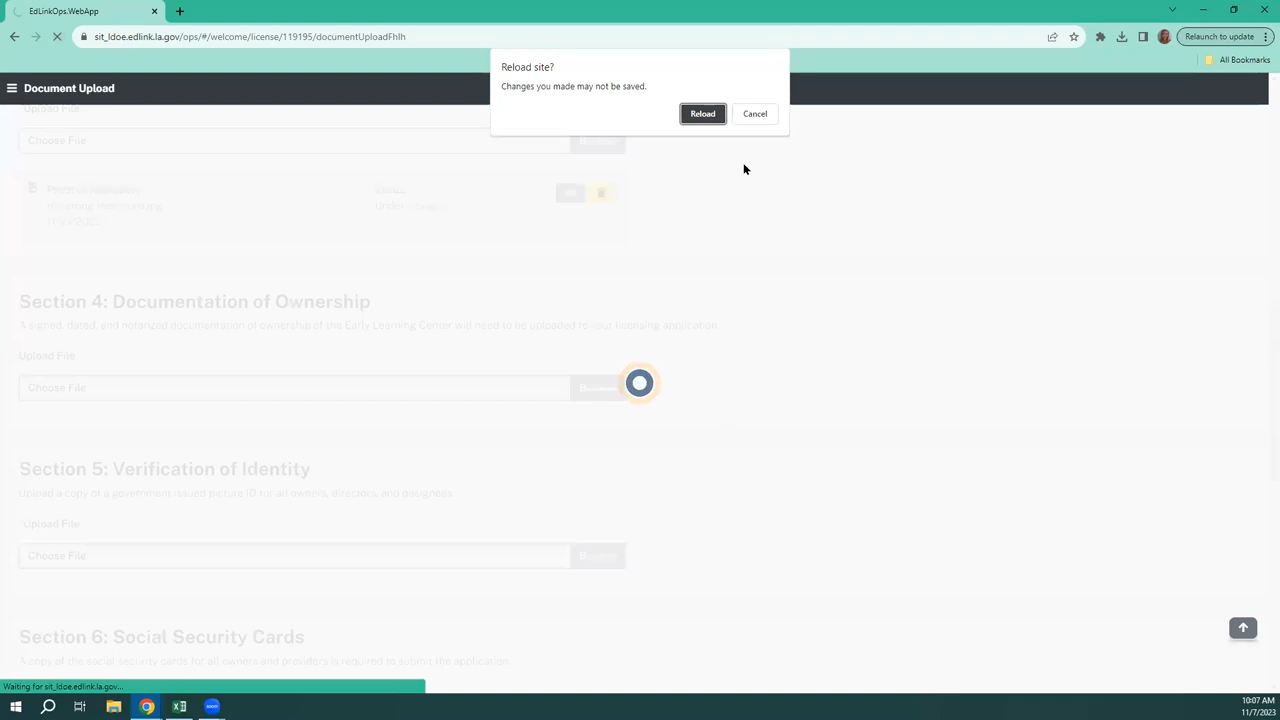 EdLinkOps.WebApp
sit_ldoe.edlink.la.gov/ops/#/welcome/license/119195/documentUploadFhlh
Relaunch to update
All Bookmarks
Reload site?
Changes you made may not be saved.
Reload
Cancel
Document Upload
*Upload File
Choose File
Under
Section 4: Documentation of Ownership
A signed, dated, and notarized documentation of ownership of the Early Learning Center will need to be uploaded to your licensing application.
Upload File
Choose File
Section 5: Verification of Identity
Upload a copy of a government issued picture ID for all owners, directors, and designees.
*Upload File
Choose File
Section 6: Social Security Cards
A copy of the social security cards for all owners and providers is required to submit the application.
Waiting for sit_ldoe.edlink.la.gov...
zoom
10:07 AM
11/7/2023